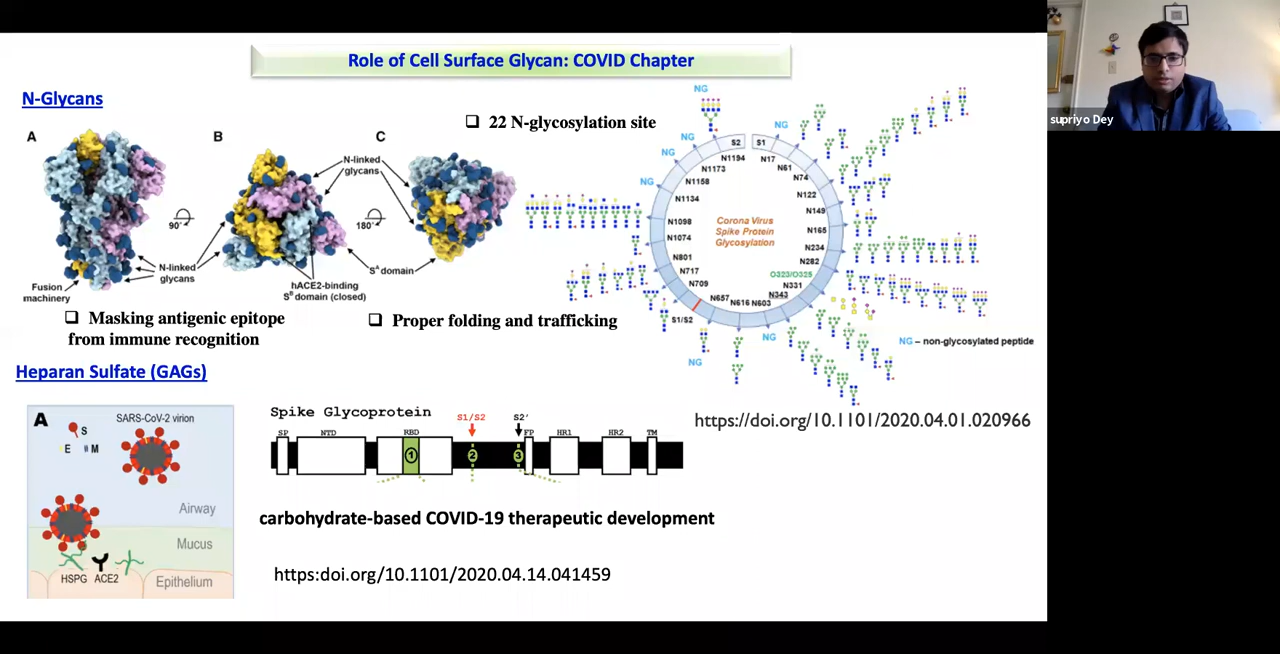 Role of Cell Surface Glycan: COVID Chapter
supriyo Dey
N-Glycans
22 N-glycosylation site
A
B
C
N-linked
glycans
90°
180°
N-linked
glycans
Fusion
machinery
hACE2-binding
Sᴮ domain (closed)
Sᴬ domain
Masking antigenic epitope
from immune recognition
Proper folding and trafficking
NG
NG
NG
NG
NG
NG
NG
S2
S1
N17
N61
N74
N122
N149
N165
N234
N282
O323/O325
N331
N343
N603
N616
N657
S1/S2
N709
N717
N801
N1074
N1098
N1134
N1158
N1173
N1194
Corona Virus
Spike Protein
Glycosylation
NG – non-glycosylated peptide
https://doi.org/10.1101/2020.04.01.020966
Heparan Sulfate (GAGs)
A
SARS-CoV-2 virion
S
E
M
Airway
Mucus
HSPG ACE2
Epithelium
Spike Glycoprotein
S1/S2
S2'
SP
NTD
RBD
FP
HR1
HR2
TM
1
2
3
carbohydrate-based COVID-19 therapeutic development
https:doi.org/10.1101/2020.04.14.041459